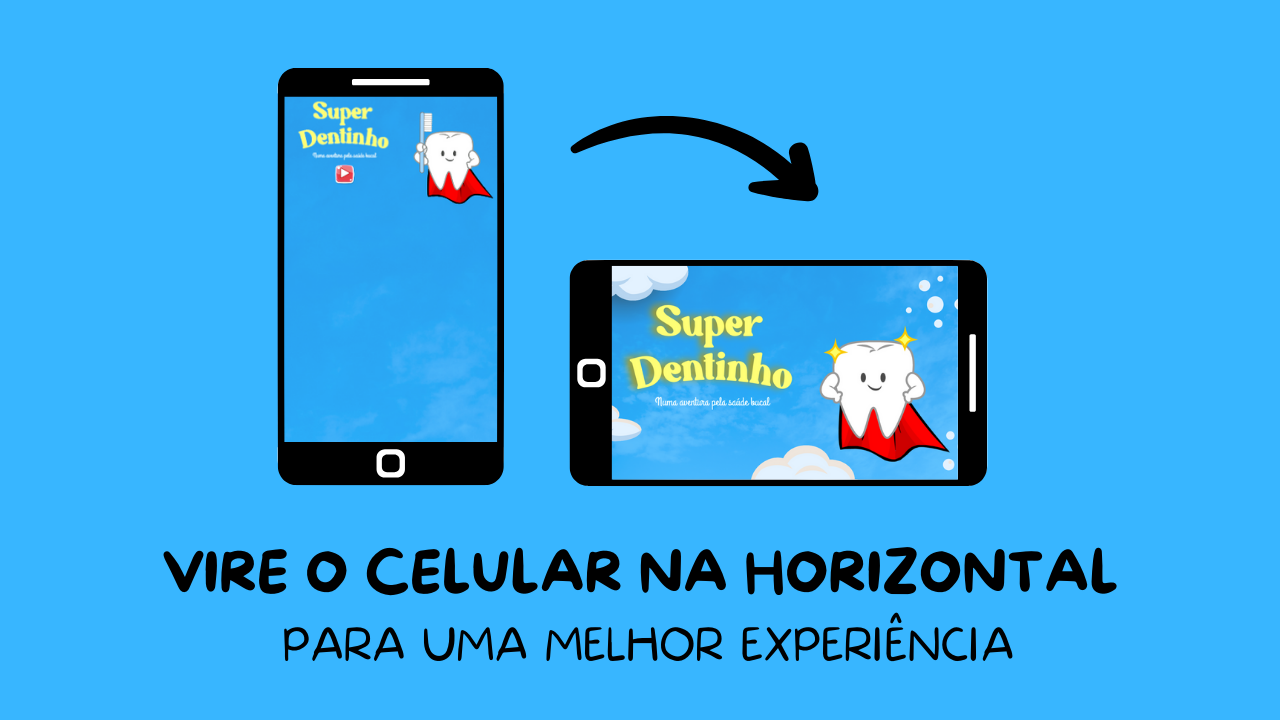 Super
Dentinho
Numa aventura pela saúde bucal
Super
Dentinho
Numa aventura pela saúde bucal
VIRE O CELULAR NA HORIZONTAL
PARA UMA MELHOR EXPERIÊNCIA